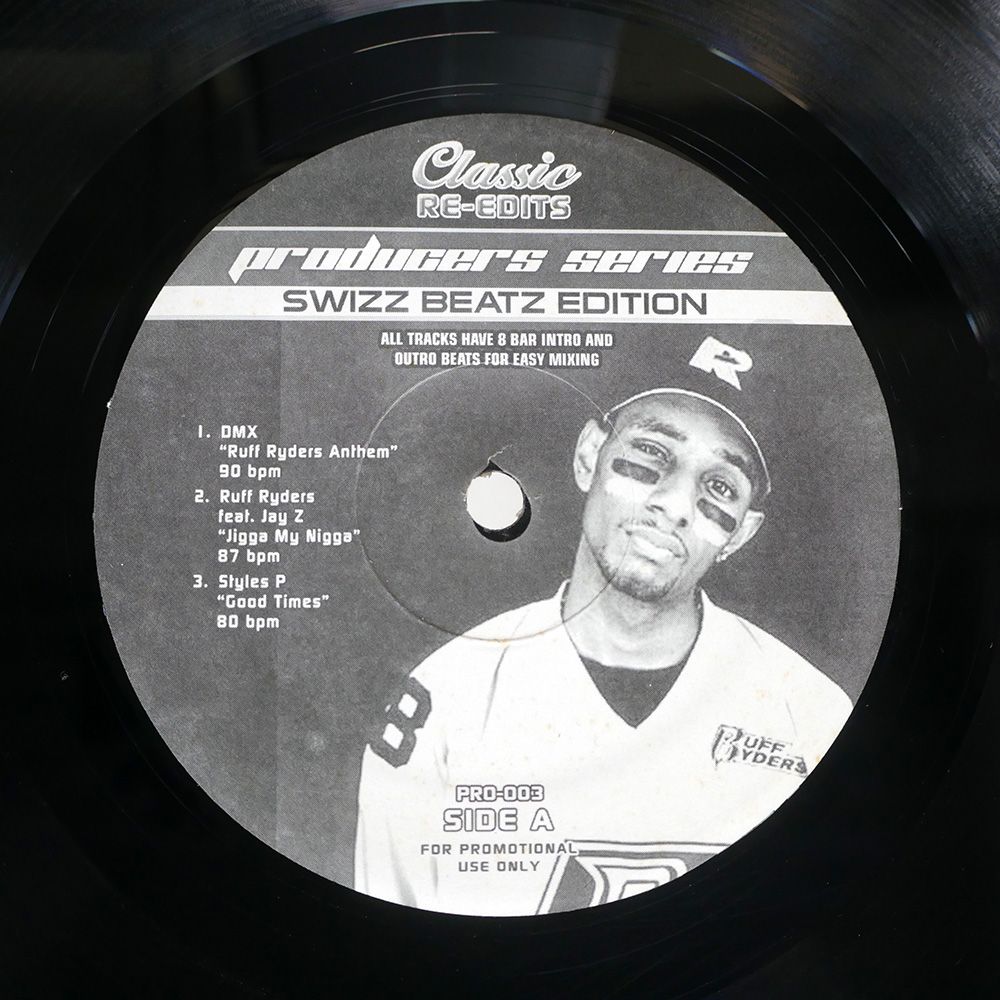 Classic
RE-EDITS
producers series
SWIZZ BEATZ EDITION
ALL TRACKS HAVE 8 BAR INTRO AND
OUTRO BEATS FOR EASY MIXING
R
1. DMX
"Ruff Ryders Anthem"
90 bpm
2. Ruff Ryders
feat. Jay Z
"Jigga My Nigga"
87 bpm
3. Styles P
"Good Times"
80 bpm
8
RUFF
RYDERS
PRO-003
SIDE A
FOR PROMOTIONAL
USE ONLY